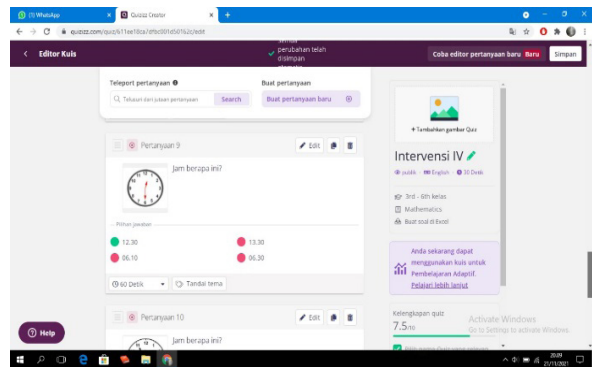 (1) WhatsApp
Quizizz Creator
quizizz.com/quiz/
/edit
Editor Kuis
perubahan telah
disimpan
Coba editor pertanyaan baru Baru
Simpan
Teleport pertanyaan
Buat pertanyaan
Telusuri dari jutaan pertanyaan
Search
Buat pertanyaan baru
Pertanyaan 9
Edit
Jam berapa ini?
Pilihan jawaban
12.30
13.30
06.10
06.30
60 Detik
Tandai tema
Pertanyaan 10
Edit
Jam berapa ini?
+ Tambahkan gambar Quiz
Intervensi IV
publik
English
30 Detik
3rd - 6th kelas
Mathematics
Buat soal di Excel
Anda sekarang dapat
menggunakan kuis untuk
Pembelajaran Adaptif.
Pelajari lebih lanjut
Kelengkapan quiz
7.5/10
Activate Windows
Go to Settings to activate Windows.
Help
20.09
21/11/2021